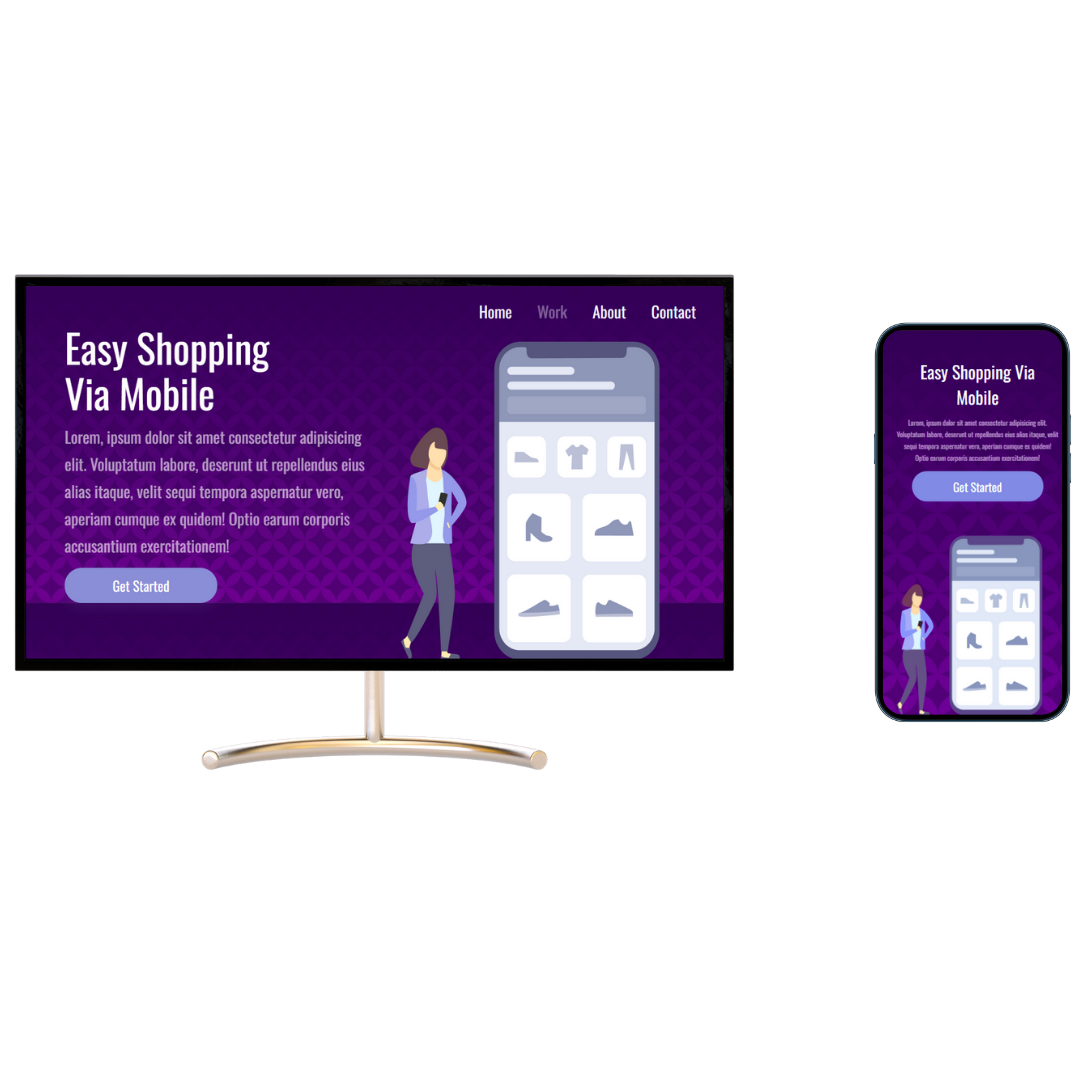 Home Work About Contact
Easy Shopping
Via Mobile
Lorem, ipsum dolor sit amet consectetur adipisicing
elit. Voluptatum labore, deserunt ut repellendus eius
alias itaque, velit sequi tempora aspernatur vero,
aperiam cumque ex quidem! Optio earum corporis
accusantium exercitationem!
Get Started
Easy Shopping Via
Mobile
Lorem, ipsum dolor sit amet consectetur adipisicing elit.
Voluptatum labore, deserunt ut repellendus eius alias itaque, velit
sequi tempora aspernatur vero, aperiam cumque ex quidem!
Optio earum corporis accusantium exercitationem!
Get Started